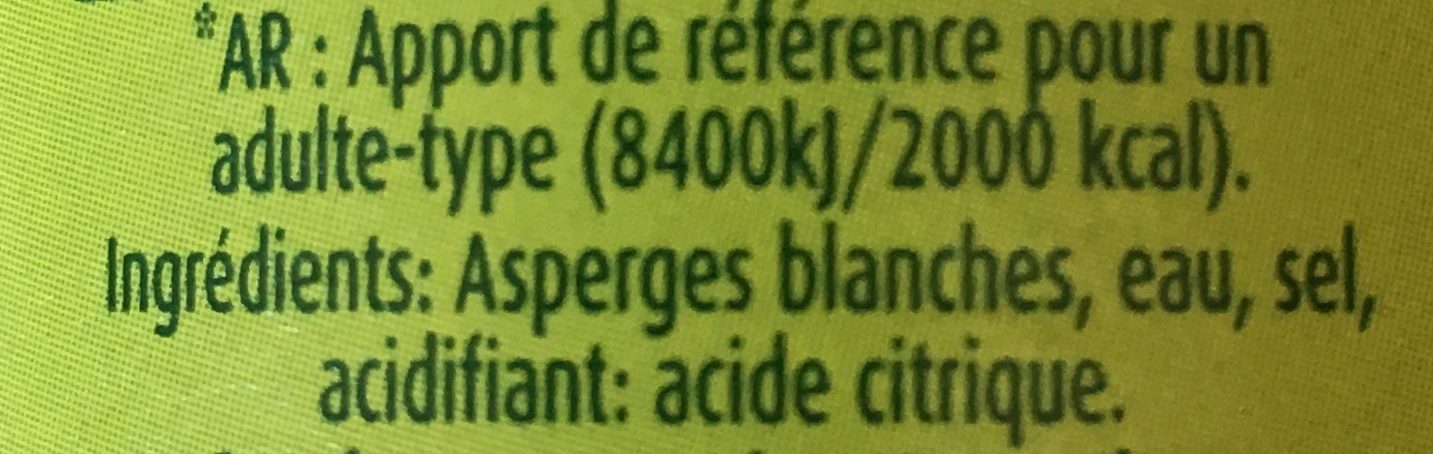 *AR : Apport de référence pour un
adulte-type (8400kJ/2000 kcal).
Ingrédients: Asperges blanches, eau, sel,
acidifiant: acide citrique.